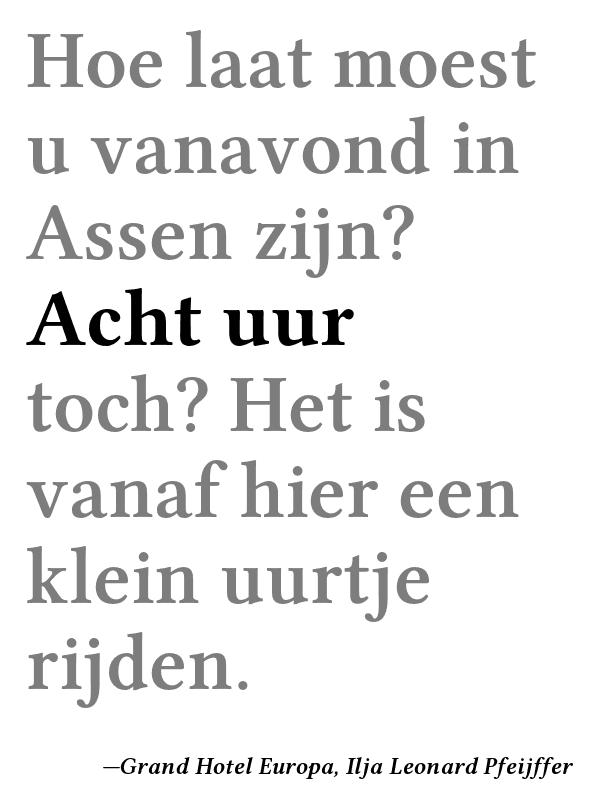 Hoe laat moest
u vanavond in
Assen zijn?
Acht uur
toch? Het is
vanaf hier een
klein uurtje
rijden.
—Grand Hotel Europa, Ilja Leonard Pfeijffer